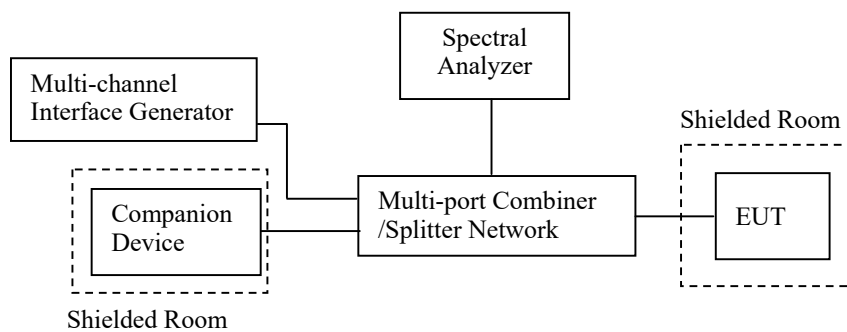 Spectral
Analyzer
Multi-channel
Interface Generator
Shielded Room
Companion
Device
Multi-port Combiner
/Splitter Network
EUT
Shielded Room